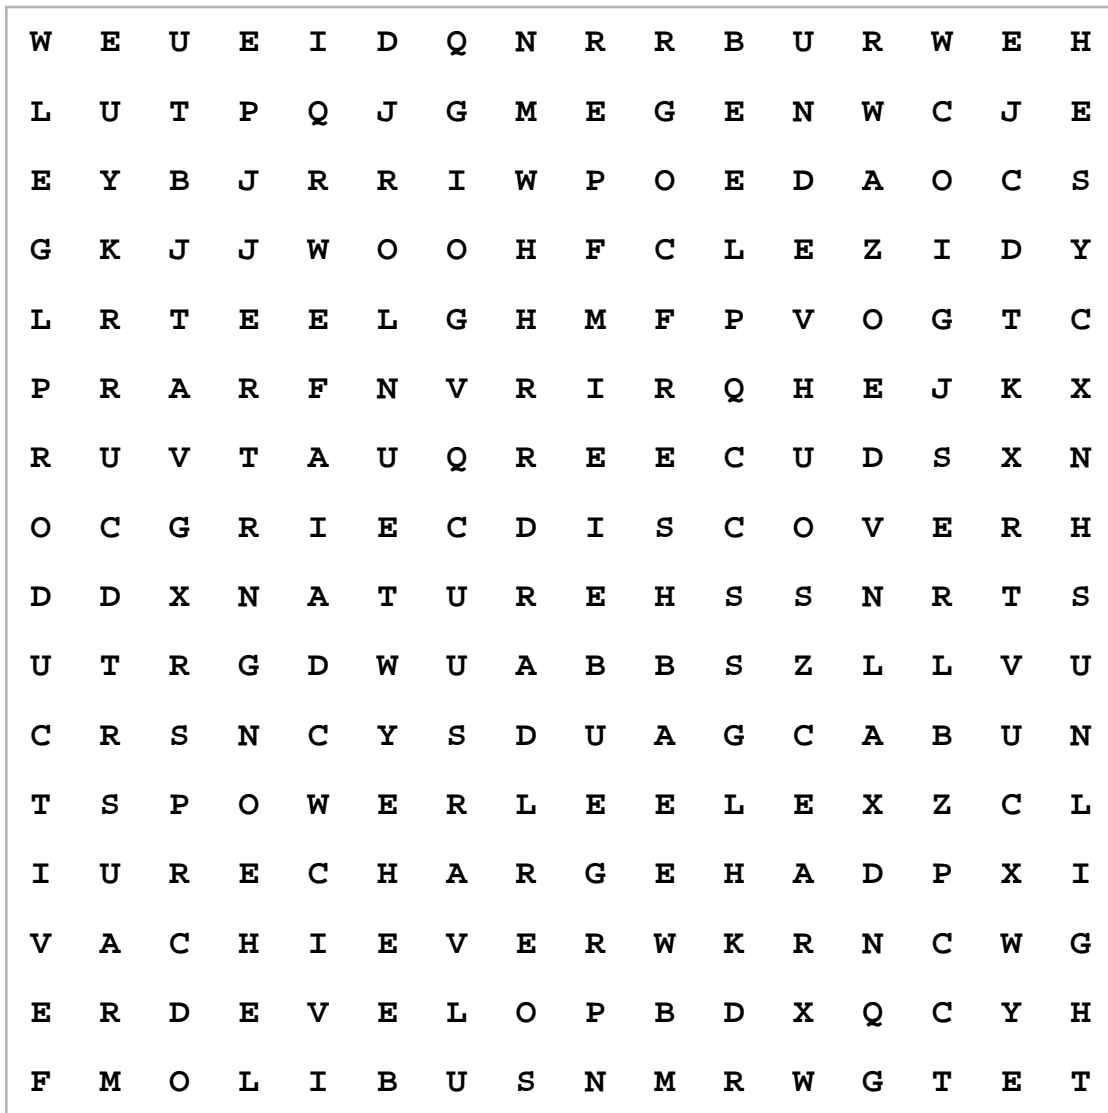 W E U E I D Q N R R B U R W E H
L U T P Q J G M E G E N W C J E
E Y B J R R I W P O E D A O C S
G K J J W O O H F C L E Z I D Y
L R T E E L G H M F P V O G T C
P R A R F N V R I R Q H E J K X
R U V T A U Q R E E C U D S X N
O C G R I E C D I S C O V E R H
D D X N A T U R E H S S N R T S
U T R G D W U A B B S Z L L V U
C R S N C Y S D U A G C A B U N
T S P O W E R L E E L E X Z C L
I U R E C H A R G E H A D P X I
V A C H I E V E R W K R N C W G
E R D E V E L O P B D X Q C Y H
F M O L I B U S N M R W G T E T